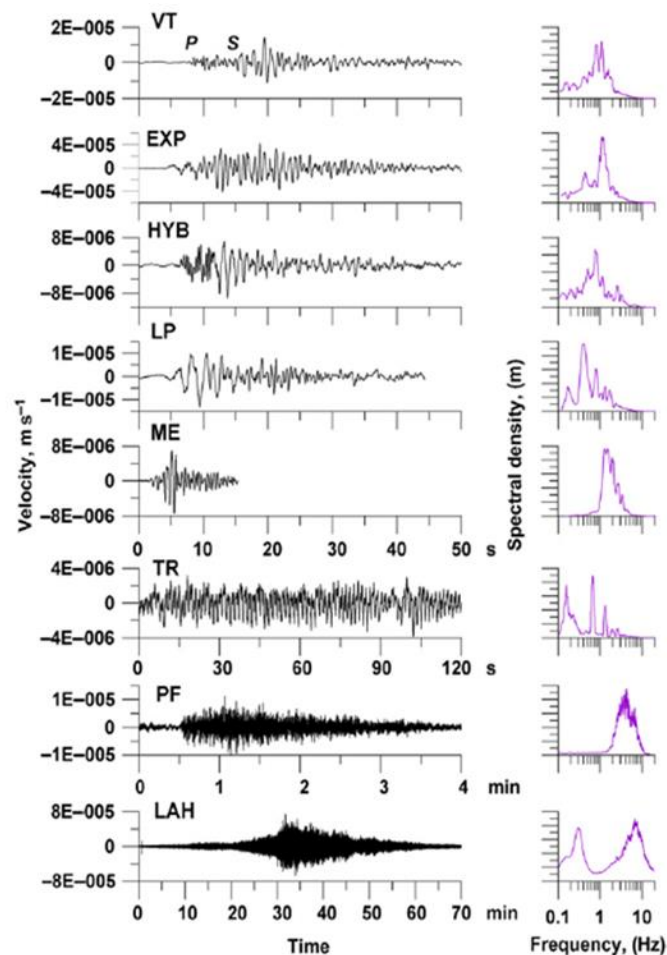 VT
2E−005
P S
0
−2E−005
EXP
4E−005
0
−4E−005
HYB
8E−006
0
−8E−006
LP
1E−005
0
−1E−005
ME
8E−006
0
−8E−006
0 10 20 30 40 50 s
TR
4E−006
0
−4E−006
0 30 60 90 120
s
PF
1E−005
0
−1E−005
0 1 2 3 4 min
LAH
8E−005
0
−8E−005
0 10 20 30 40 50 60 70 min
Time
Velocity, m s⁻¹
Spectral density, (m)
0.1 1 10
Frequency, (Hz)